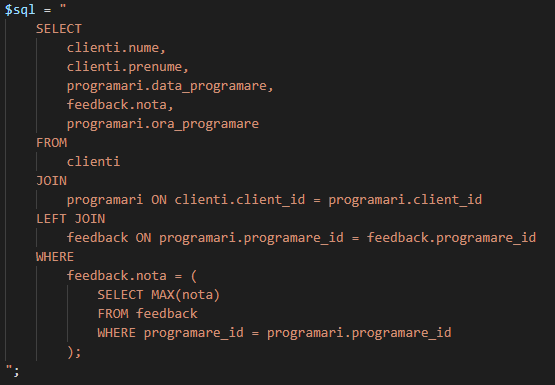 $sql = "
    SELECT
        clienti.nume,
        clienti.prenume,
        programari.data_programare,
        feedback.nota,
        programari.ora_programare
    FROM
        clienti
    JOIN
        programari ON clienti.client_id = programari.client_id
    LEFT JOIN
        feedback ON programari.programare_id = feedback.programare_id
    WHERE
        feedback.nota = (
            SELECT MAX(nota)
            FROM feedback
            WHERE programare_id = programari.programare_id
        );
";